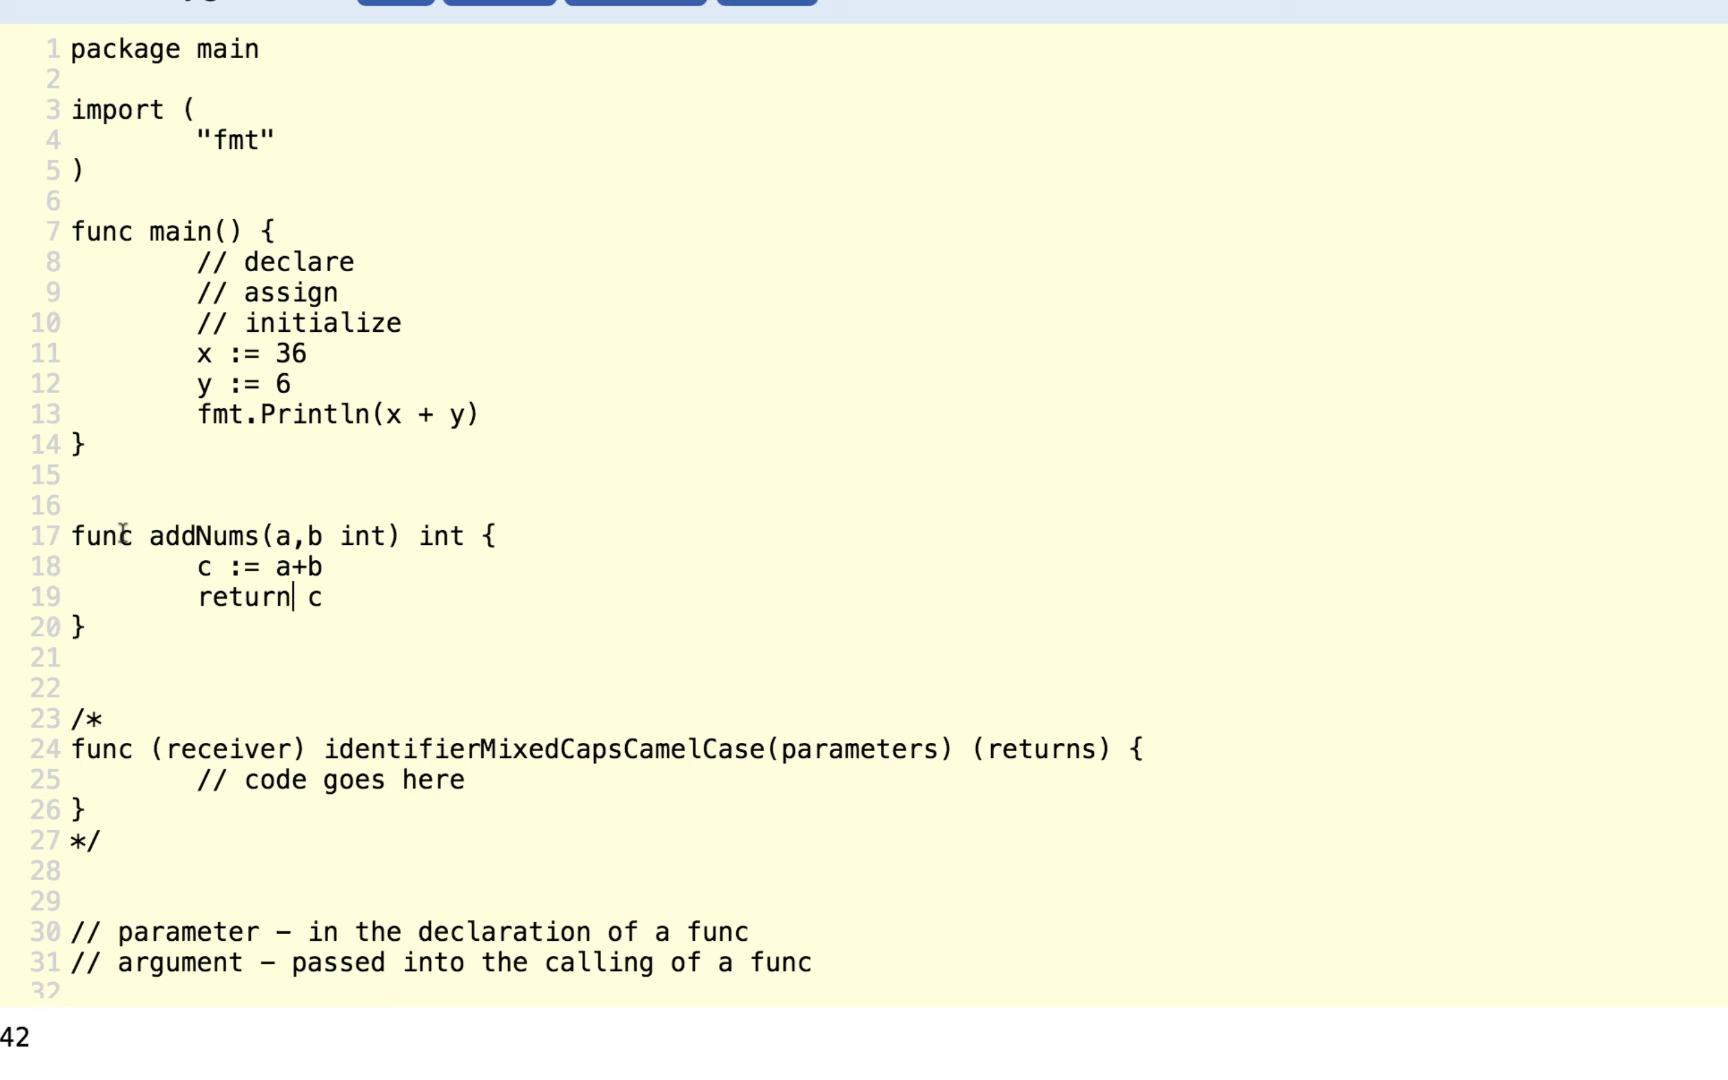 1 package main
2
3 import (
4 "fmt"
5 )
6
7 func main() {
8 // declare
9 // assign
10 // initialize
11 x := 36
12 y := 6
13 fmt.Println(x + y)
14 }
15
16
17 func addNums(a,b int) int {
18 c := a+b
19 return c
20 }
21
22
23 /*
24 func (receiver) identifierMixedCapsCamelCase(parameters) (returns) {
25 // code goes here
26 }
27 */
28
29
30 // parameter – in the declaration of a func
31 // argument – passed into the calling of a func
32
42